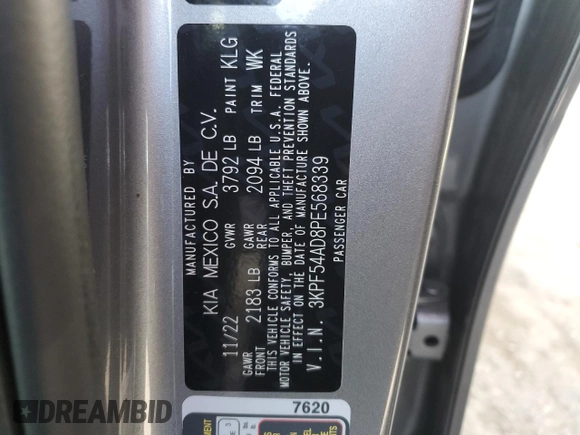 MANUFACTURED BY
KIA MEXICO S.A. DE C.V.
11/22 GVWR 3792 LB PAINT KLG
GAWR FRONT 2183 LB GAWR REAR 2094 LB TRIM WK
THIS VEHICLE CONFORMS TO ALL APPLICABLE U.S.A. FEDERAL
MOTOR VEHICLE SAFETY, BUMPER, AND THEFT PREVENTION STANDARDS
IN EFFECT ON THE DATE OF MANUFACTURE SHOWN ABOVE.
V.I.N. 3KPF54AD8PE568339
PASSENGER CAR
7620
DREAMBID